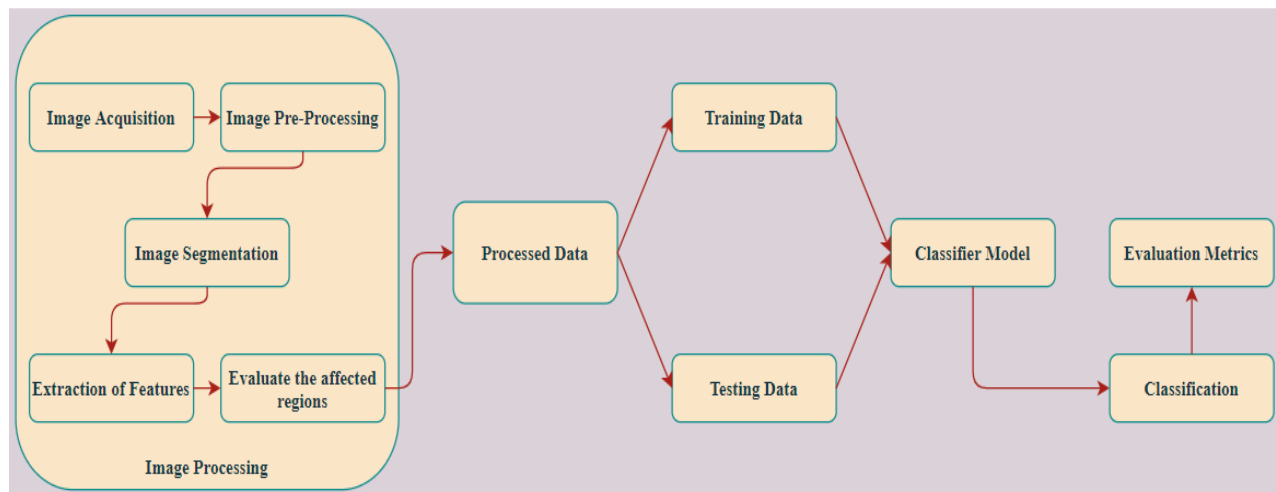 Image Acquisition
Image Pre-Processing
Image Segmentation
Extraction of Features
Evaluate the affected
regions
Image Processing
Processed Data
Training Data
Testing Data
Classifier Model
Classification
Evaluation Metrics